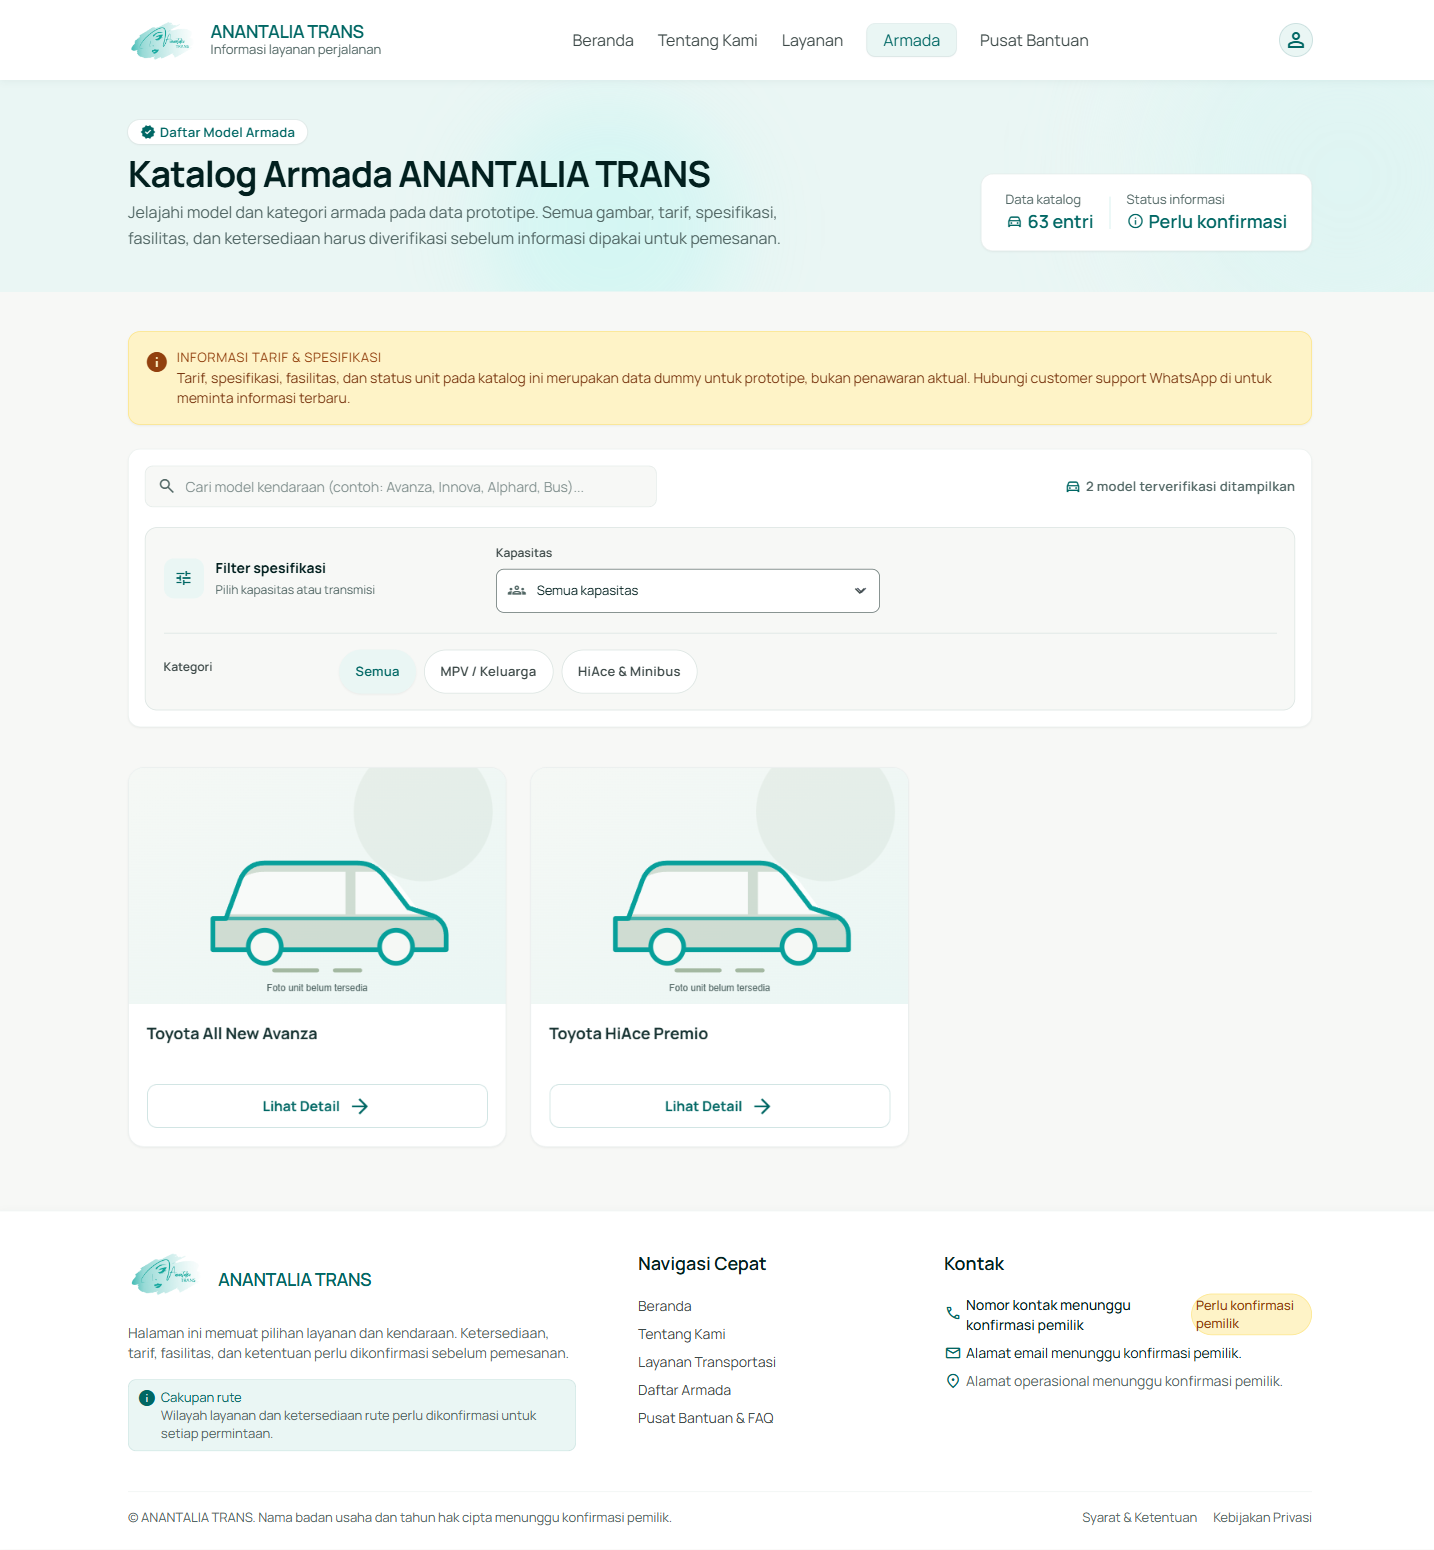 ANANTALIA TRANS
Informasi layanan perjalanan
Beranda
Tentang Kami
Layanan
Armada
Pusat Bantuan
Daftar Model Armada
Katalog Armada ANANTALIA TRANS
Jelajahi model dan kategori armada pada data prototipe. Semua gambar, tarif, spesifikasi,
fasilitas, dan ketersediaan harus diverifikasi sebelum informasi dipakai untuk pemesanan.
Data katalog
63 entri
Status informasi
Perlu konfirmasi
INFORMASI TARIF & SPESIFIKASI
Tarif, spesifikasi, fasilitas, dan status unit pada katalog ini merupakan data dummy untuk prototipe, bukan penawaran aktual. Hubungi customer support WhatsApp di untuk
meminta informasi terbaru.
Cari model kendaraan (contoh: Avanza, Innova, Alphard, Bus)...
2 model terverifikasi ditampilkan
Filter spesifikasi
Pilih kapasitas atau transmisi
Kapasitas
Semua kapasitas
Kategori
Semua
MPV / Keluarga
HiAce & Minibus
Foto unit belum tersedia
Toyota All New Avanza
Lihat Detail
Foto unit belum tersedia
Toyota HiAce Premio
Lihat Detail
ANANTALIA TRANS
Halaman ini memuat pilihan layanan dan kendaraan. Ketersediaan,
tarif, fasilitas, dan ketentuan perlu dikonfirmasi sebelum pemesanan.
Cakupan rute
Wilayah layanan dan ketersediaan rute perlu dikonfirmasi untuk
setiap permintaan.
Navigasi Cepat
Beranda
Tentang Kami
Layanan Transportasi
Daftar Armada
Pusat Bantuan & FAQ
Kontak
Nomor kontak menunggu
konfirmasi pemilik
Perlu konfirmasi
pemilik
Alamat email menunggu konfirmasi pemilik.
Alamat operasional menunggu konfirmasi pemilik.
© ANANTALIA TRANS. Nama badan usaha dan tahun hak cipta menunggu konfirmasi pemilik.
Syarat & Ketentuan
Kebijakan Privasi